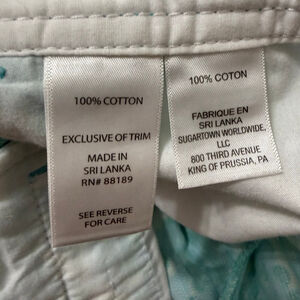 100% COTTON
EXCLUSIVE OF TRIM
MADE IN
SRI LANKA
RN# 88189
SEE REVERSE
FOR CARE
100% COTON
FABRIQUE EN
SRI LANKA
SUGARTOWN WORLDWIDE,
LLC
800 THIRD AVENUE
KING OF PRUSSIA, PA